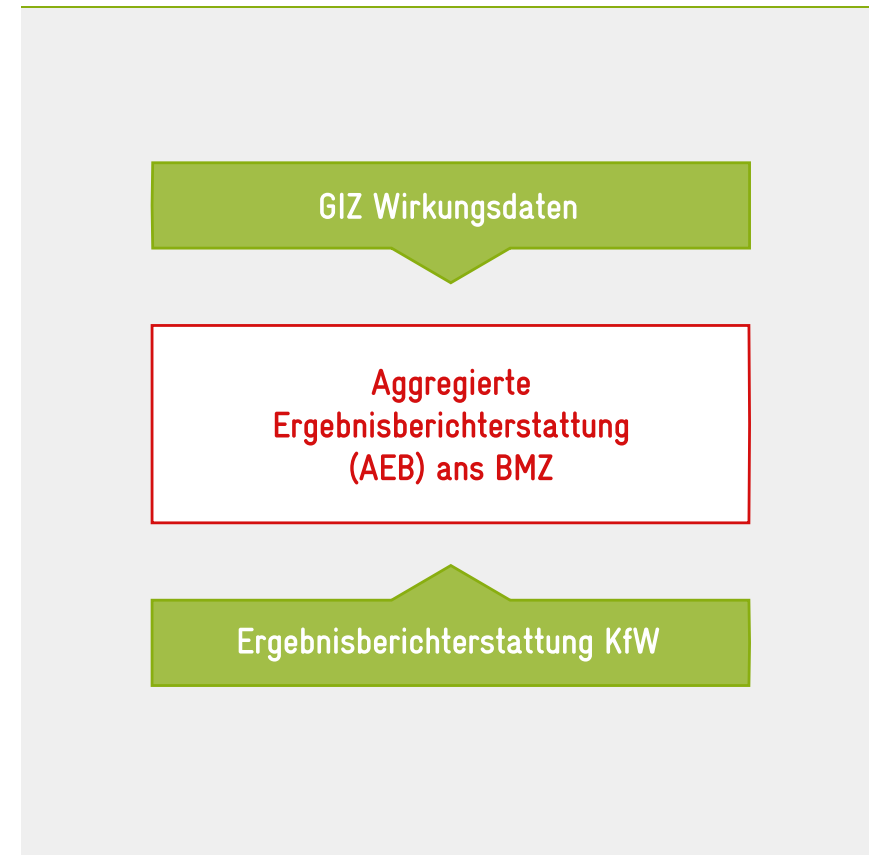 GIZ Wirkungsdaten
Aggregierte
Ergebnisberichterstattung
(AEB) ans BMZ
Ergebnisberichterstattung KfW